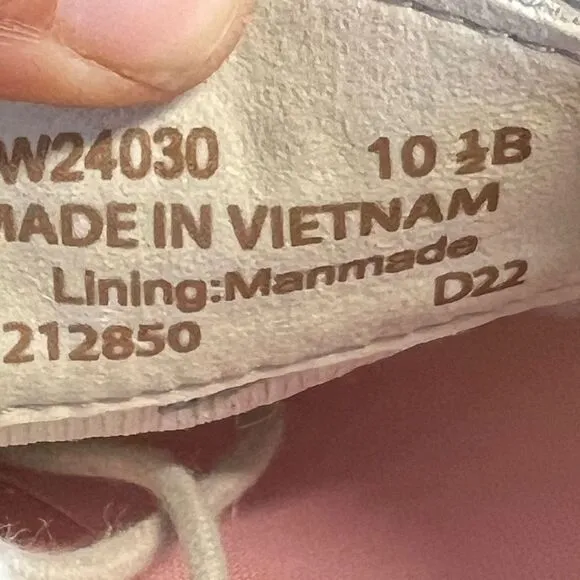 W24030 10 ½B
MADE IN VIETNAM
Lining:Manmade
212850 D22